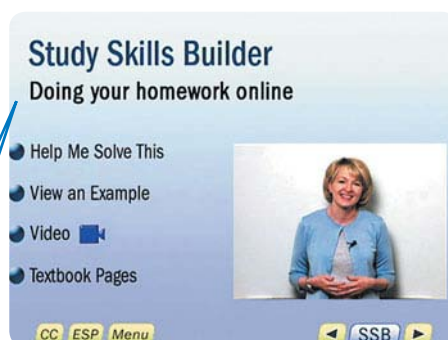 Study Skills Builder
Doing your homework online
Help Me Solve This
View an Example
Video
Textbook Pages
CC ESP Menu SSB